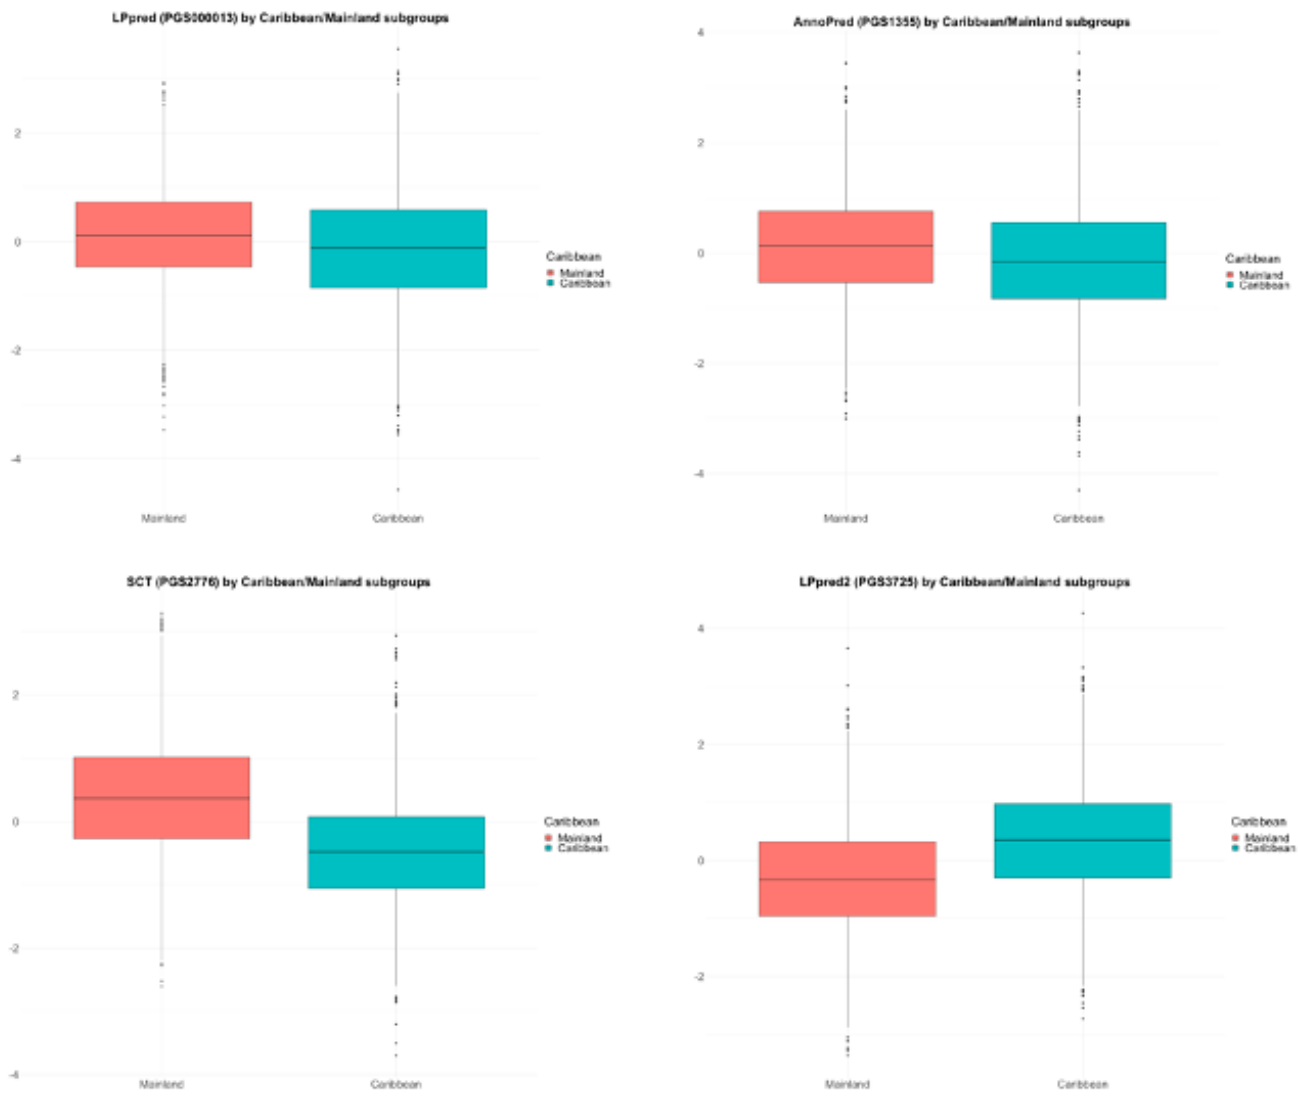 LPpred (PGS000013) by Caribbean/Mainland subgroups
2
0
-2
-4
Mainland
Caribbean
Caribbean
Mainland
Caribbean
AnnoPred (PGS1355) by Caribbean/Mainland subgroups
4
2
0
-2
-4
Mainland
Caribbean
Caribbean
Mainland
Caribbean
SCT (PGS2776) by Caribbean/Mainland subgroups
2
0
-2
-4
Mainland
Caribbean
Caribbean
Mainland
Caribbean
LPpred2 (PGS3725) by Caribbean/Mainland subgroups
4
2
0
-2
Mainland
Caribbean
Caribbean
Mainland
Caribbean